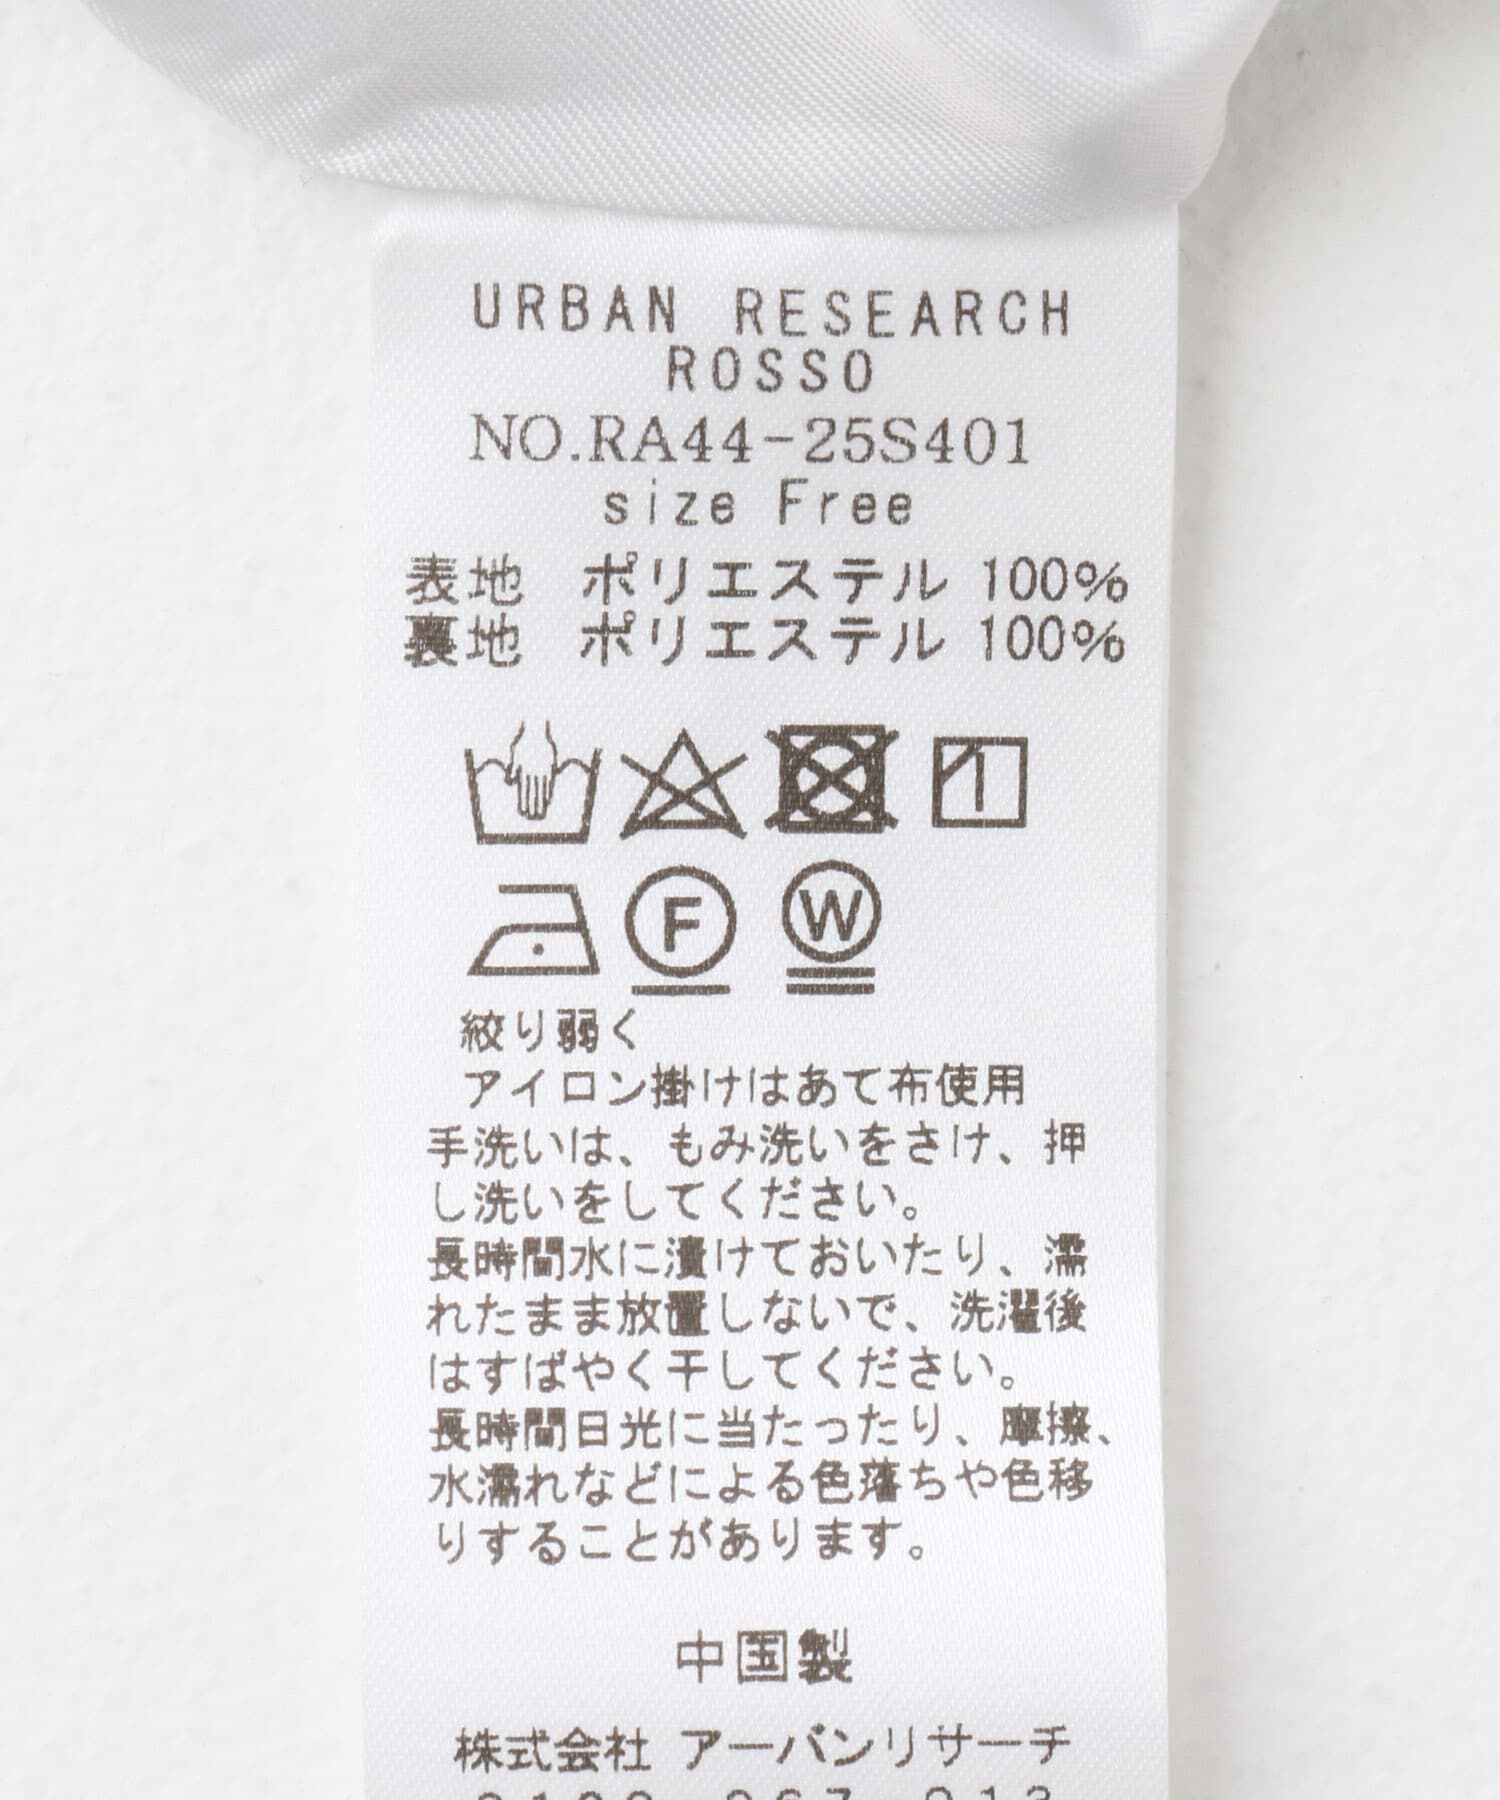 URBAN RESEARCH
ROSSO
NO.RA44-25S401
size Free
表地 ポリエステル 100%
裏地 ポリエステル 100%
F W
絞り弱く
アイロン掛けはあて布使用
手洗いは、もみ洗いをさけ、押
し洗いをしてください。
長時間水に漬けておいたり、濡
れたまま放置しないで、洗濯後
はすばやく干してください。
長時間日光に当たったり、摩擦、
水濡れなどによる色落ちや色移
りすることがあります。
中国製
株式会社 アーバンリサーチ